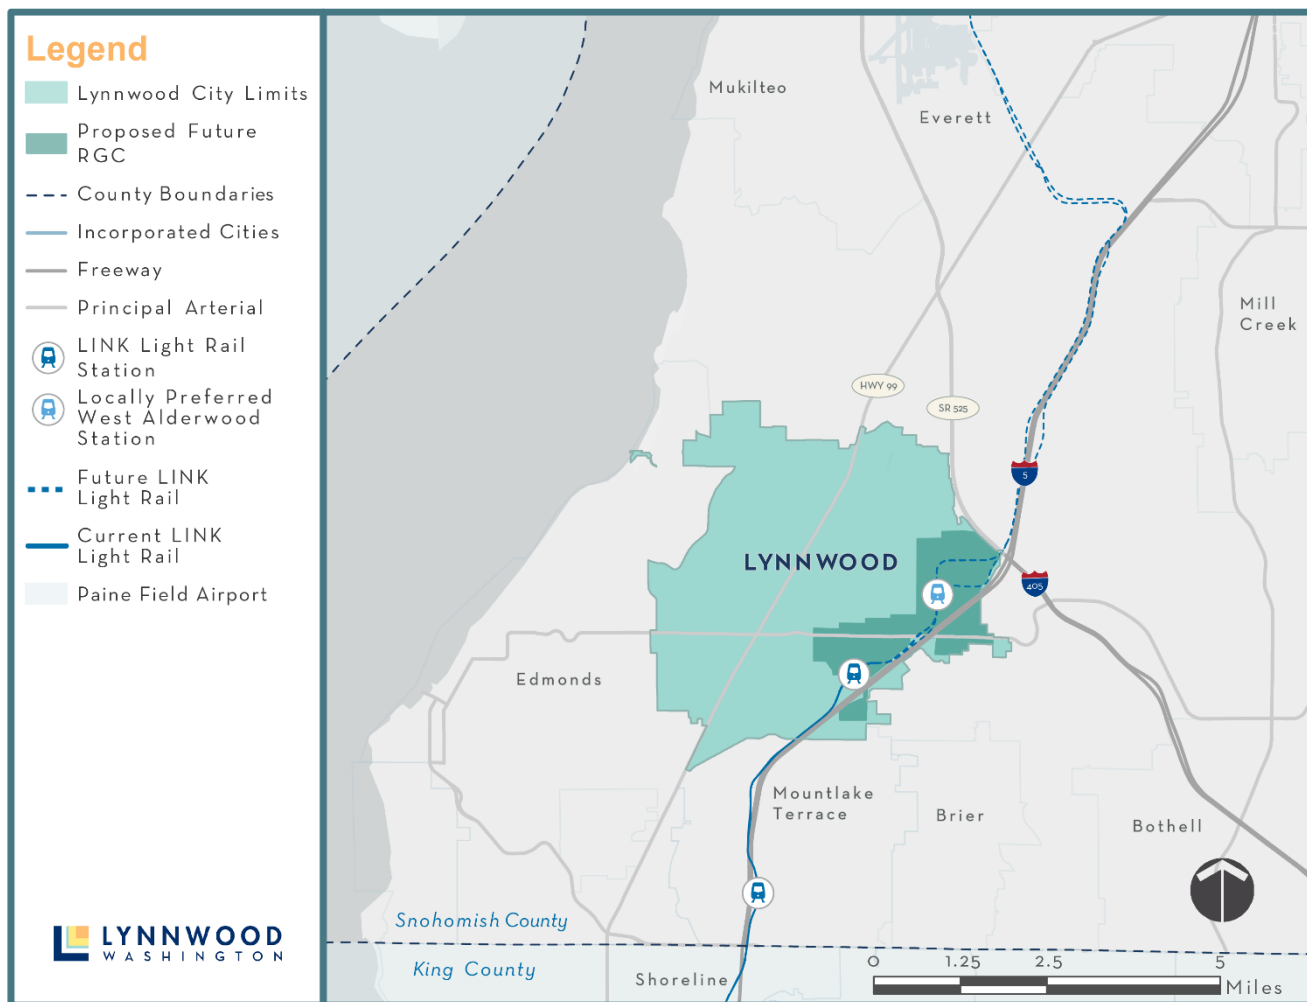 Legend
Lynnwood City Limits
Proposed Future
RGC
County Boundaries
Incorporated Cities
Freeway
Principal Arterial
LINK Light Rail
Station
Locally Preferred
West Alderwood
Station
Future LINK
Light Rail
Current LINK
Light Rail
Paine Field Airport
LYNNWOOD
WASHINGTON
Mukilteo
Everett
Mill
Creek
HWY 99
SR 525
5
LYNNWOOD
405
Edmonds
Mountlake
Terrace
Brier
Bothell
Snohomish County
King County
Shoreline
0 1.25 2.5 5
Miles